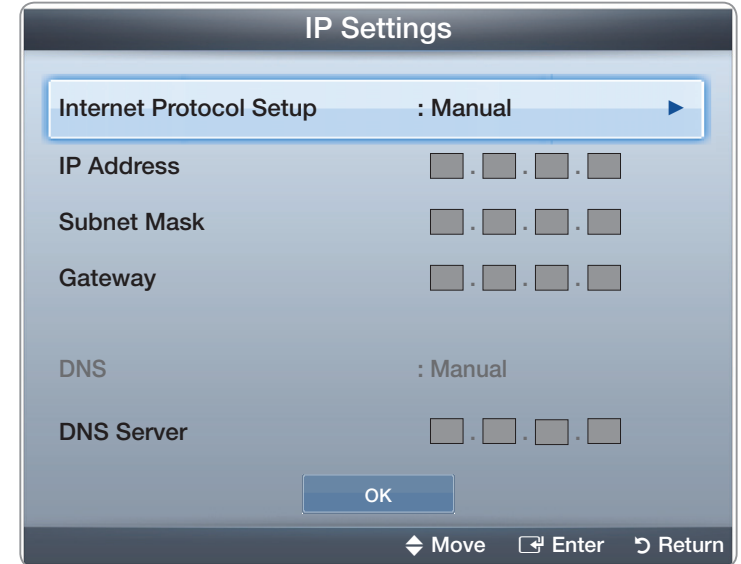 IP Settings
Internet Protocol Setup : Manual ►
IP Address . . .
Subnet Mask . . .
Gateway . . .
DNS : Manual
DNS Server . . .
OK
Move Enter Return